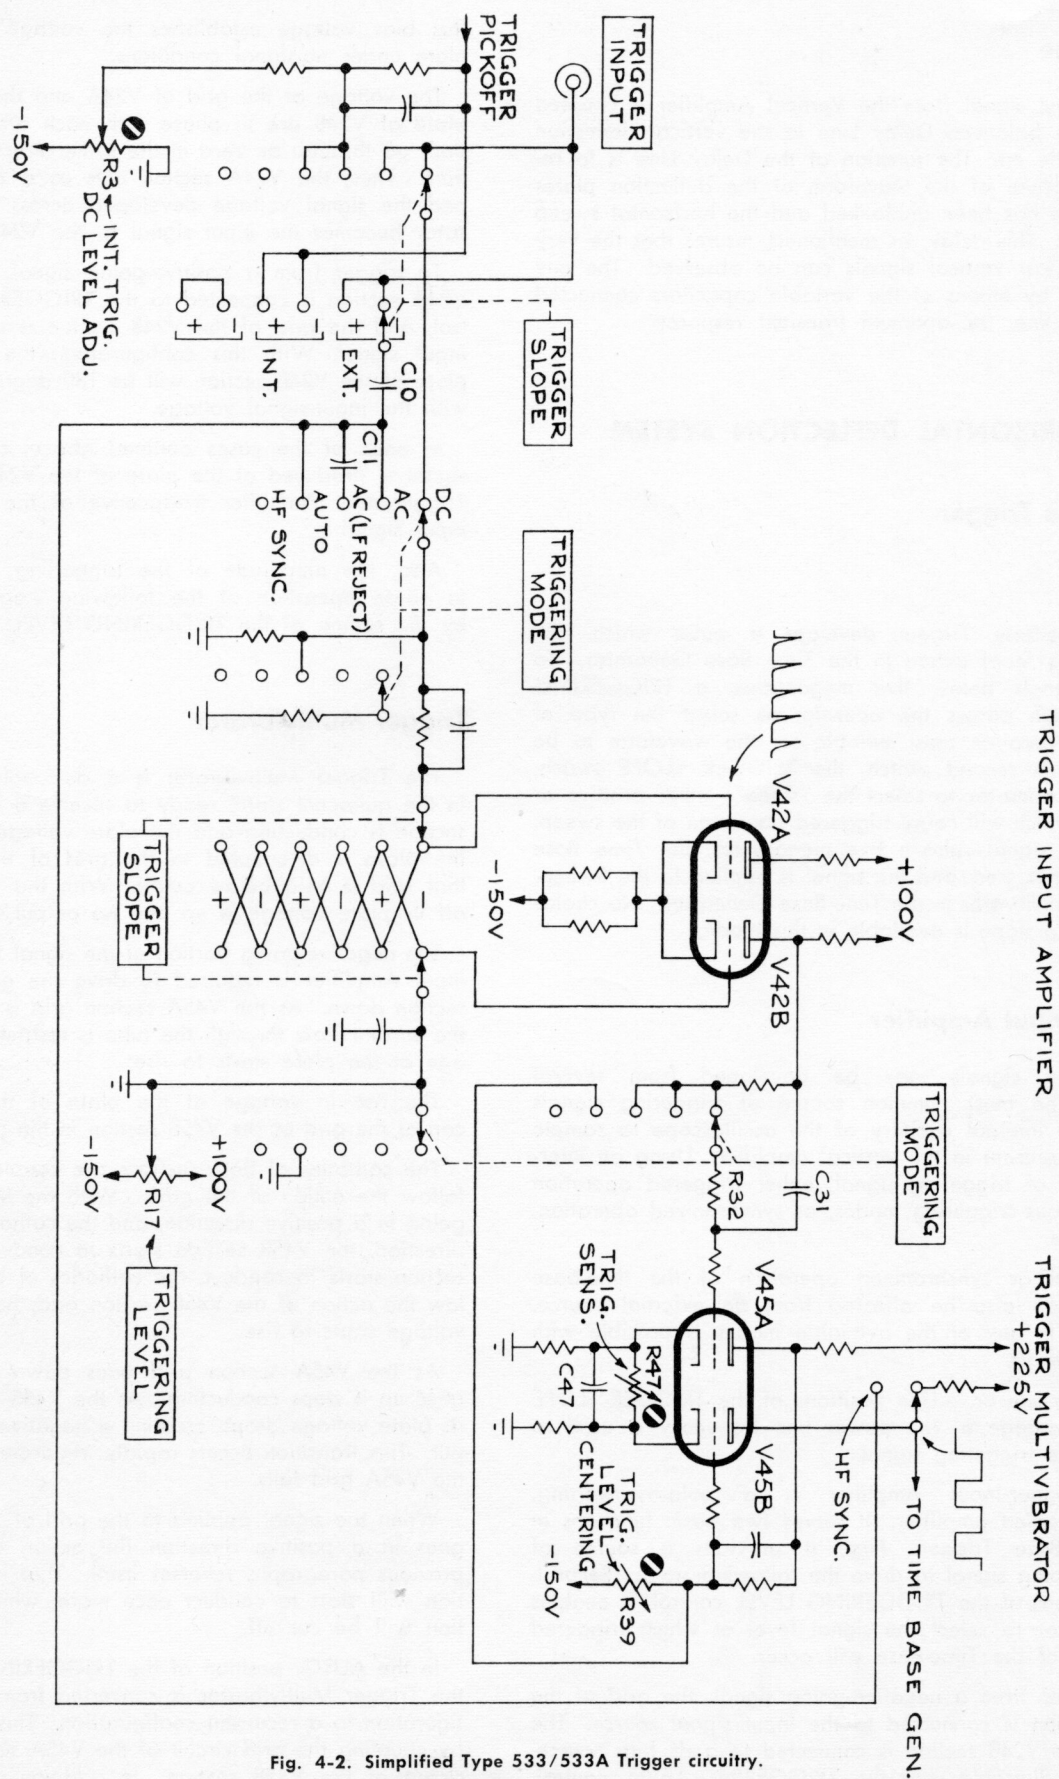 TRIGGER INPUT AMPLIFIER
TRIGGER MULTIVIBRATOR
TRIGGER
INPUT
TRIGGER
PICKOFF
-150V
R3
INT TRIG.
DC LEVEL ADJ.
TRIGGER
SLOPE
+
-
+
-
+
-
INT.
EXT.
C10
C11
DC
AC
AC (LF REJECT)
AUTO
HF SYNC.
TRIGGERING
MODE
TRIGGER
SLOPE
+
-
+
-
+
-
V42A
V42B
+100V
-150V
+100V
-150V
R17
TRIGGERING
LEVEL
TRIGGERING
MODE
C31
R32
V45A
V45B
TRIG.
SENS.
R47
C47
TRIG.
LEVEL
CENTERING
R39
-150V
+225V
HF SYNC.
TO TIME BASE GEN.
Fig. 4-2. Simplified Type 533/533A Trigger circuitry.